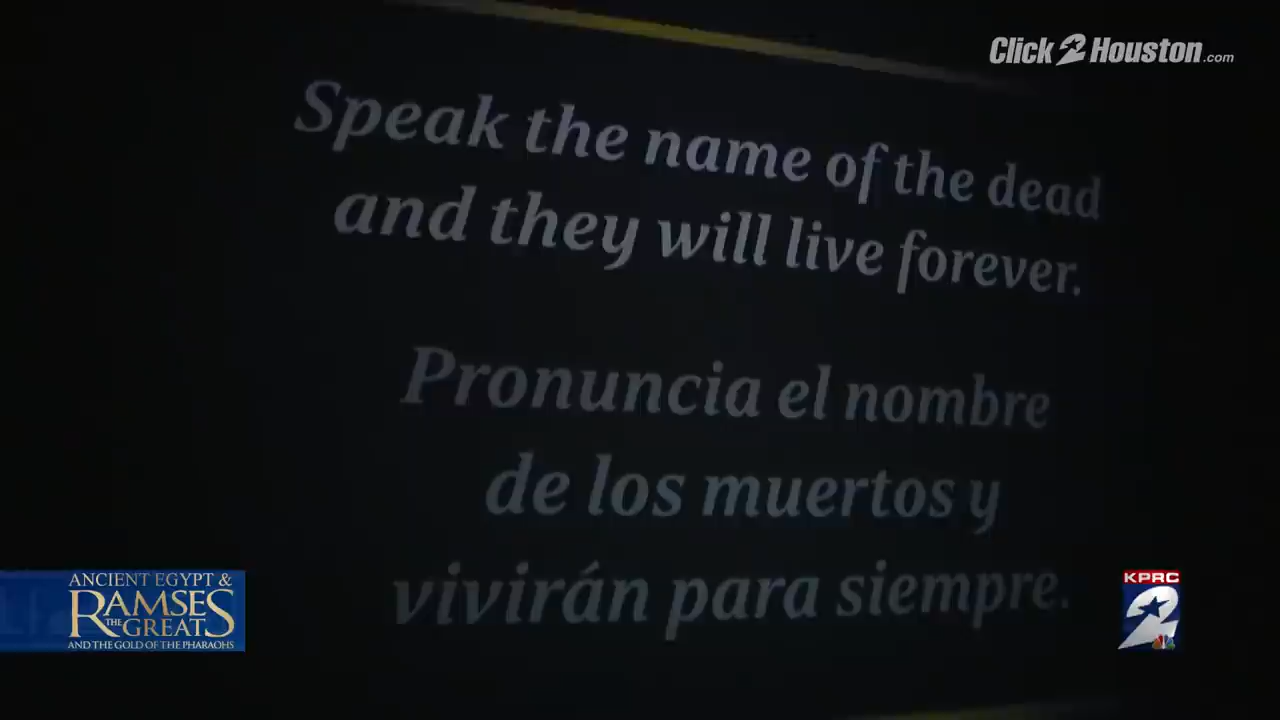 Click2Houston.com
Speak the name of the dead
and they will live forever.
Pronuncia el nombre
de los muertos y
vivirán para siempre.
ANCIENT EGYPT &
RAMSES
THE GREAT
AND THE GOLD OF THE PHARAOHS
KPRC
2